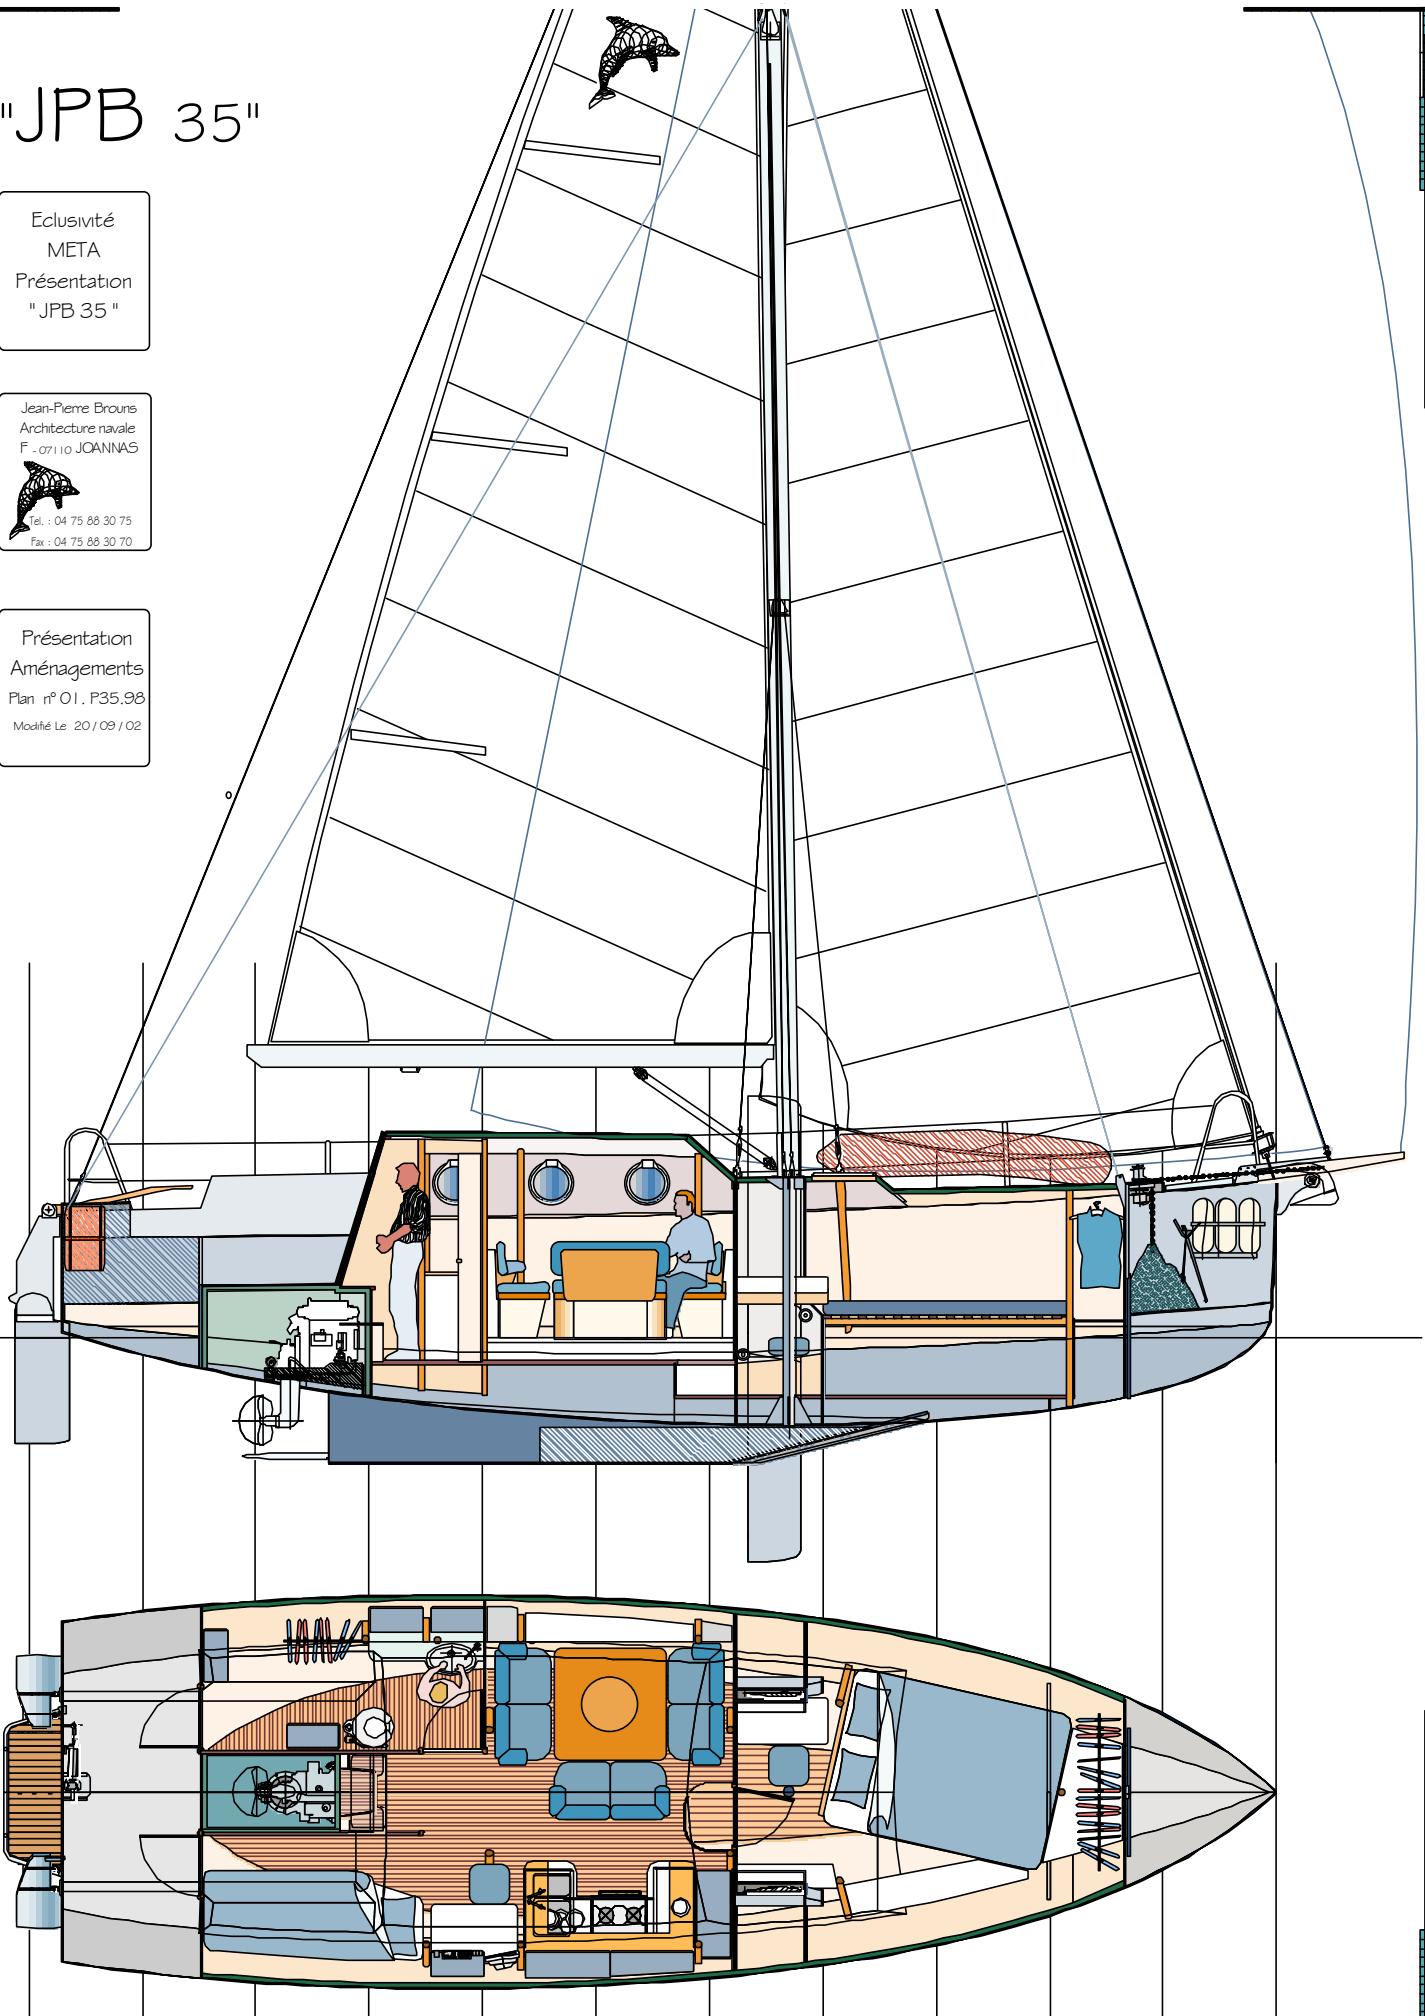 "JPB 35"
Eclusivité
META
Présentation
"JPB 35"
Jean-Pierre Brouns
Architecture navale
F - 07110 JOANNAS
Tel. : 04 75 88 30 75
Fax : 04 75 88 30 70
Présentation
Aménagements
Plan n° 01. P35.98
Modifié Le 20 / 09 / 02